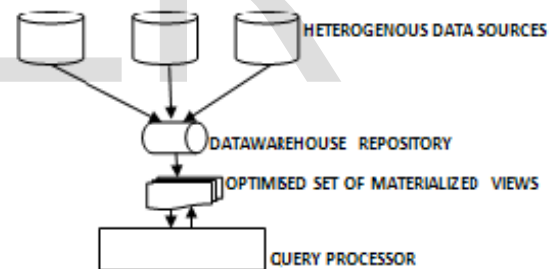 HETEROGENOUS DATA SOURCES
DATAWAREHOUSE REPOSITORY
OPTIMISED SET OF MATERIALIZED VIEWS
QUERY PROCESSOR